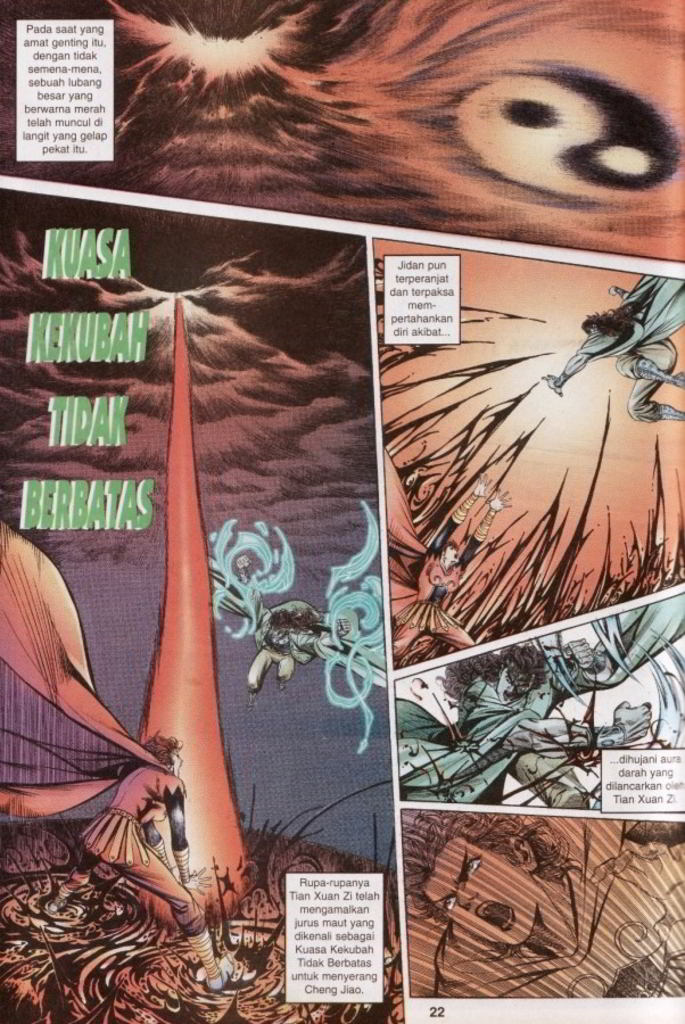 Pada saat yang
amat genting itu,
dengan tidak
semena-mena,
sebuah lubang
besar yang
berwarna merah
telah muncul di
langit yang gelap
pekat itu.
KUASA
KEKUBAH
TIDAK
BERBATAS
Rupa-rupanya
Tian Xuan Zi telah
mengamalkan
jurus maut yang
dikenali sebagai
Kuasa Kekubah
Tidak Berbatas
untuk menyerang
Cheng Jiao.
Jidan pun
terperanjat
dan terpaksa
mem-
pertahankan
diri akibat...
...dihujani aura
darah yang
dilancarkan oleh
Tian Xuan Zi.
22